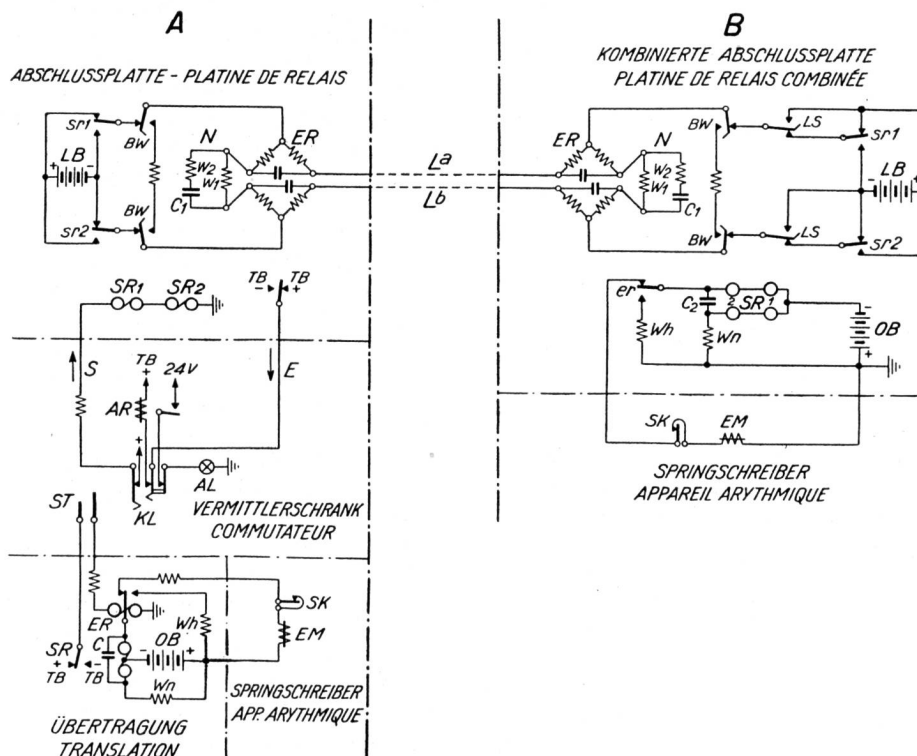 A
ABSCHLUSSPLATTE - PLATINE DE RELAIS
sr1
BW
+ LB -
sr2
BW
N
W2
W1
C1
ER
La
Lb
SR1 SR2
TB TB
- +
S
TB
+
24V
E
AR
+
AL
KL
VERMITTLERSCHRANK
COMMUTATEUR
ST
ER
SR
C
+ -
TB TB
Wh
OB
- +
Wn
SK
EM
ÜBERTRAGUNG
TRANSLATION
SPRINGSCHREIBER
APP. ARYTHMIQUE
B
KOMBINIERTE ABSCHLUSSPLATTE
PLATINE DE RELAIS COMBINÉE
ER
N
W2
W1
C1
BW
LS
sr1
LB
- +
BW
LS
sr2
er
C2
2 SR 1
Wh
Wn
-
OB
+
SK
EM
SPRINGSCHREIBER
APPAREIL ARYTHMIQUE